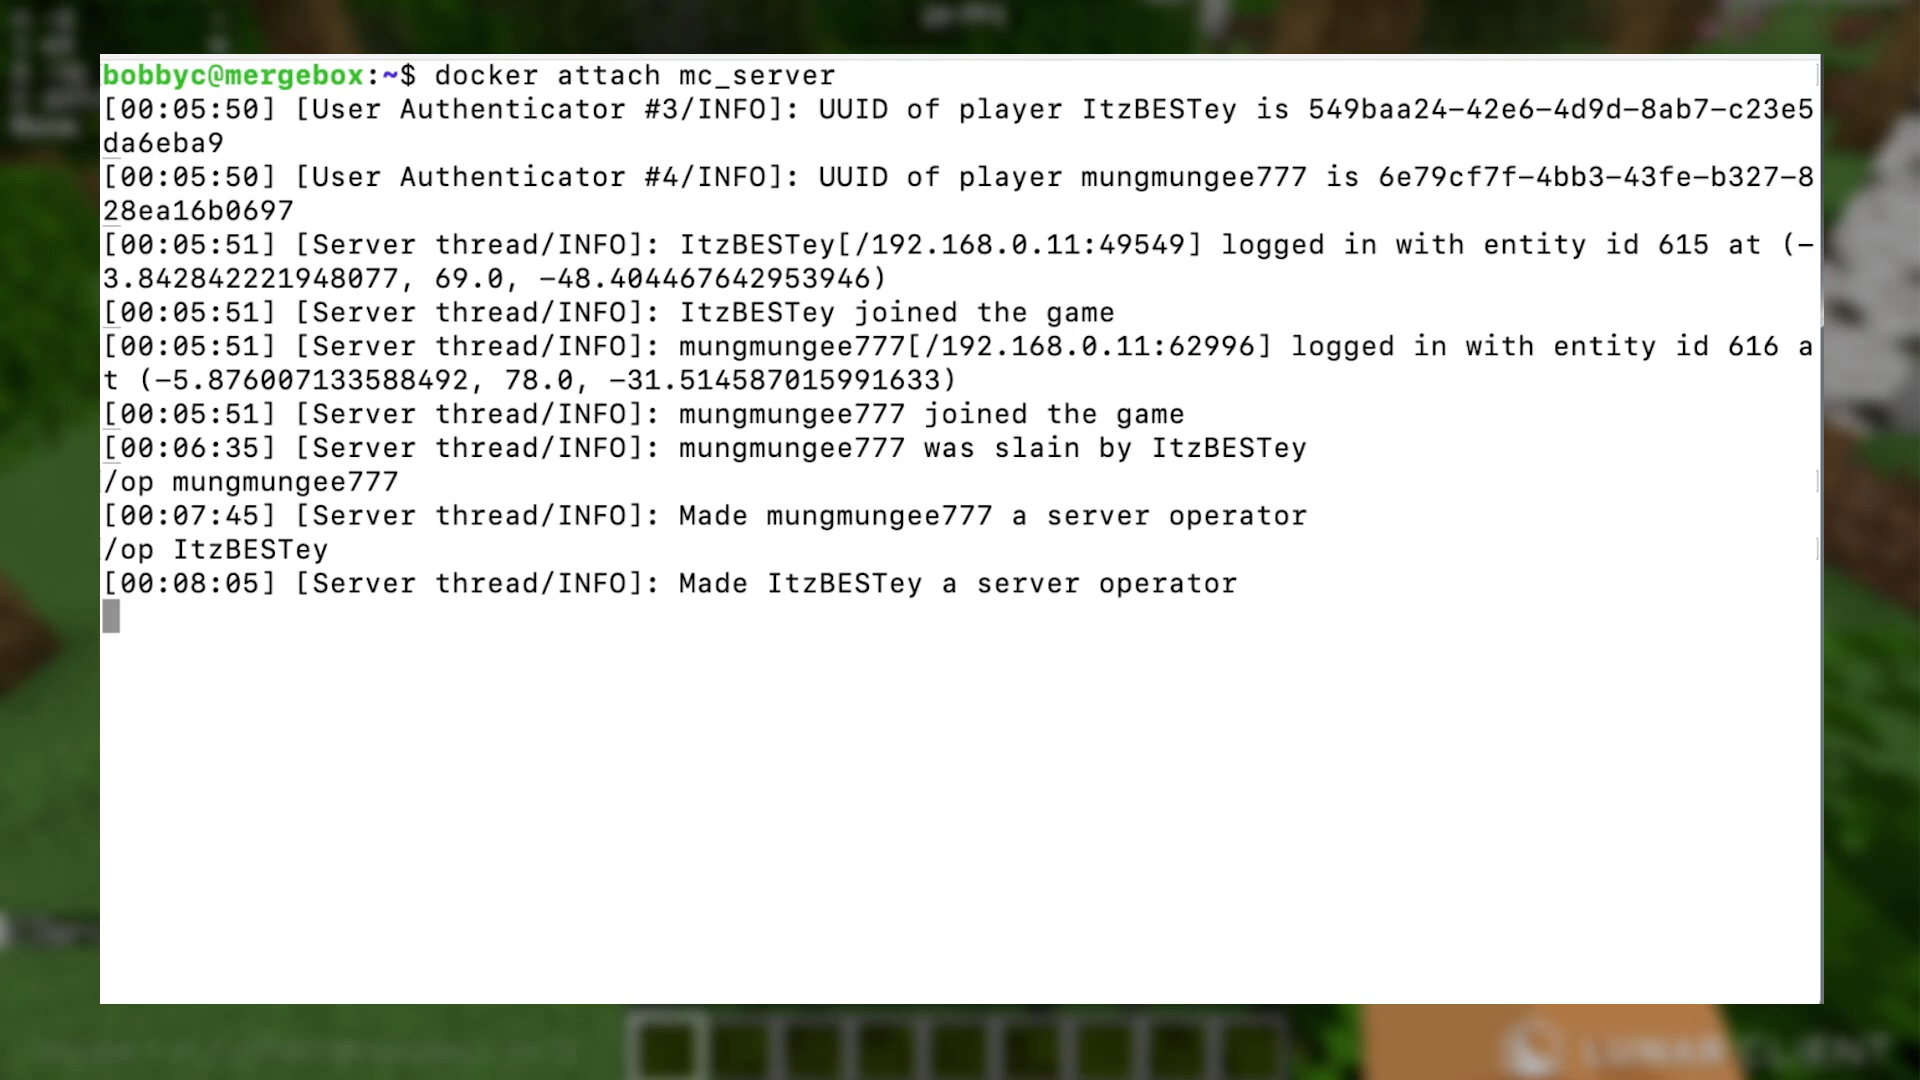 bobbyc@mergebox:~$ docker attach mc_server
[00:05:50] [User Authenticator #3/INFO]: UUID of player ItzBESTey is 549baa24-42e6-4d9d-8ab7-c23e5
da6eba9
[00:05:50] [User Authenticator #4/INFO]: UUID of player mungmungee777 is 6e79cf7f-4bb3-43fe-b327-8
28ea16b0697
[00:05:51] [Server thread/INFO]: ItzBESTey[/192.168.0.11:49549] logged in with entity id 615 at (-
3.842842221948077, 69.0, -48.404467642953946)
[00:05:51] [Server thread/INFO]: ItzBESTey joined the game
[00:05:51] [Server thread/INFO]: mungmungee777[/192.168.0.11:62996] logged in with entity id 616 a
t (-5.876007133588492, 78.0, -31.514587015991633)
[00:05:51] [Server thread/INFO]: mungmungee777 joined the game
[00:06:35] [Server thread/INFO]: mungmungee777 was slain by ItzBESTey
/op mungmungee777
[00:07:45] [Server thread/INFO]: Made mungmungee777 a server operator
/op ItzBESTey
[00:08:05] [Server thread/INFO]: Made ItzBESTey a server operator
LUNAR CLIENT